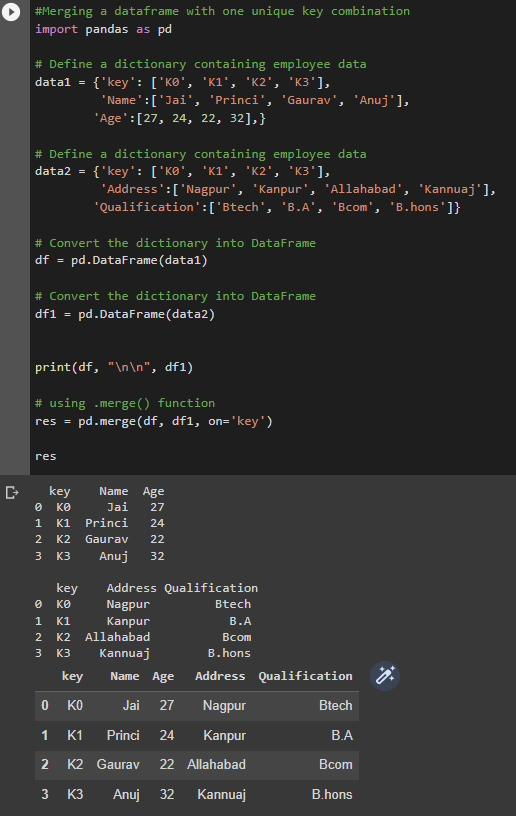 #Merging a dataframe with one unique key combination
import pandas as pd
# Define a dictionary containing employee data
data1 = {'key': ['K0', 'K1', 'K2', 'K3'],
'Name':['Jai', 'Princi', 'Gaurav', 'Anuj'],
'Age':[27, 24, 22, 32],}
# Define a dictionary containing employee data
data2 = {'key': ['K0', 'K1', 'K2', 'K3'],
'Address':['Nagpur', 'Kanpur', 'Allahabad', 'Kannuaj'],
'Qualification':['Btech', 'B.A', 'Bcom', 'B.hons']}
# Convert the dictionary into DataFrame
df = pd.DataFrame(data1)
# Convert the dictionary into DataFrame
df1 = pd.DataFrame(data2)
print(df, "\n\n", df1)
# using .merge() function
res = pd.merge(df, df1, on='key')
res
key Name Age
0 K0 Jai 27
1 K1 Princi 24
2 K2 Gaurav 22
3 K3 Anuj 32
key Address Qualification
0 K0 Nagpur Btech
1 K1 Kanpur B.A
2 K2 Allahabad Bcom
3 K3 Kannuaj B.hons
key Name Age Address Qualification
0 K0 Jai 27 Nagpur Btech
1 K1 Princi 24 Kanpur B.A
2 K2 Gaurav 22 Allahabad Bcom
3 K3 Anuj 32 Kannuaj B.hons